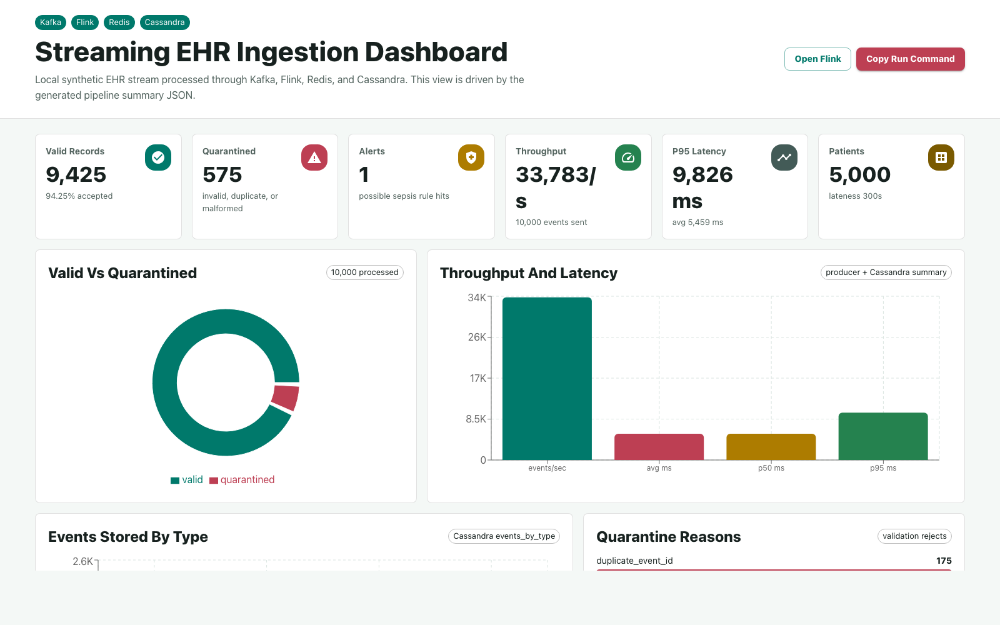 Kafka Flink Redis Cassandra
Streaming EHR Ingestion Dashboard
Local synthetic EHR stream processed through Kafka, Flink, Redis, and Cassandra. This view is driven by the
generated pipeline summary JSON.
Open Flink
Copy Run Command
Valid Records
9,425
94.25% accepted
Quarantined
575
invalid, duplicate, or
malformed
Alerts
1
possible sepsis rule hits
Throughput
33,783/
s
10,000 events sent
P95 Latency
9,826
ms
avg 5,459 ms
Patients
5,000
lateness 300s
Valid Vs Quarantined
10,000 processed
valid quarantined
Throughput And Latency
producer + Cassandra summary
34K
26K
17K
8.5K
0
events/sec avg ms p50 ms p95 ms
Events Stored By Type
Cassandra events_by_type
2.6K
Quarantine Reasons
validation rejects
duplicate_event_id 175